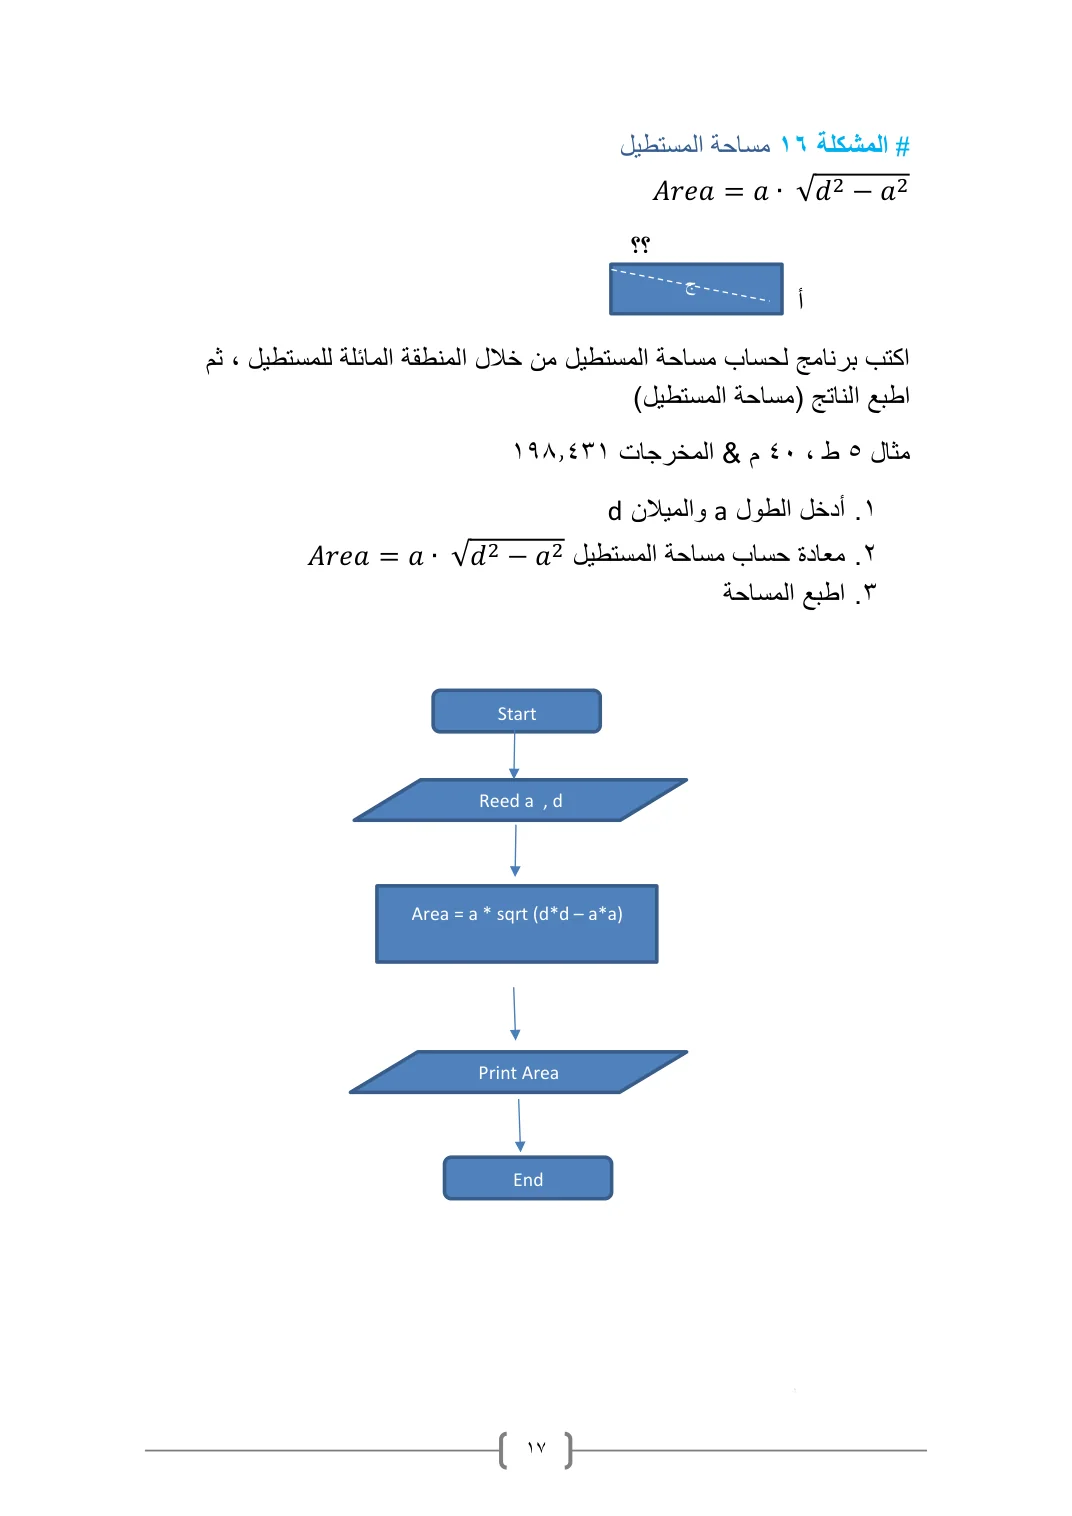 # المشكلة ١٦ مساحة المستطيل
Area = a · √d² − a²
؟؟
ج
أ
اكتب برنامج لحساب مساحة المستطيل من خلال المنطقة المائلة للمستطيل ، ثم
اطبع الناتج (مساحة المستطيل)
مثال ٥ ط ، ٤٠ م & المخرجات ١٩٨,٤٣١
١. أدخل الطول a والميلان d
٢. معادة حساب مساحة المستطيل Area = a · √d² − a²
٣. اطبع المساحة
Start
Reed a , d
Area = a * sqrt (d*d – a*a)
Print Area
End
١٧